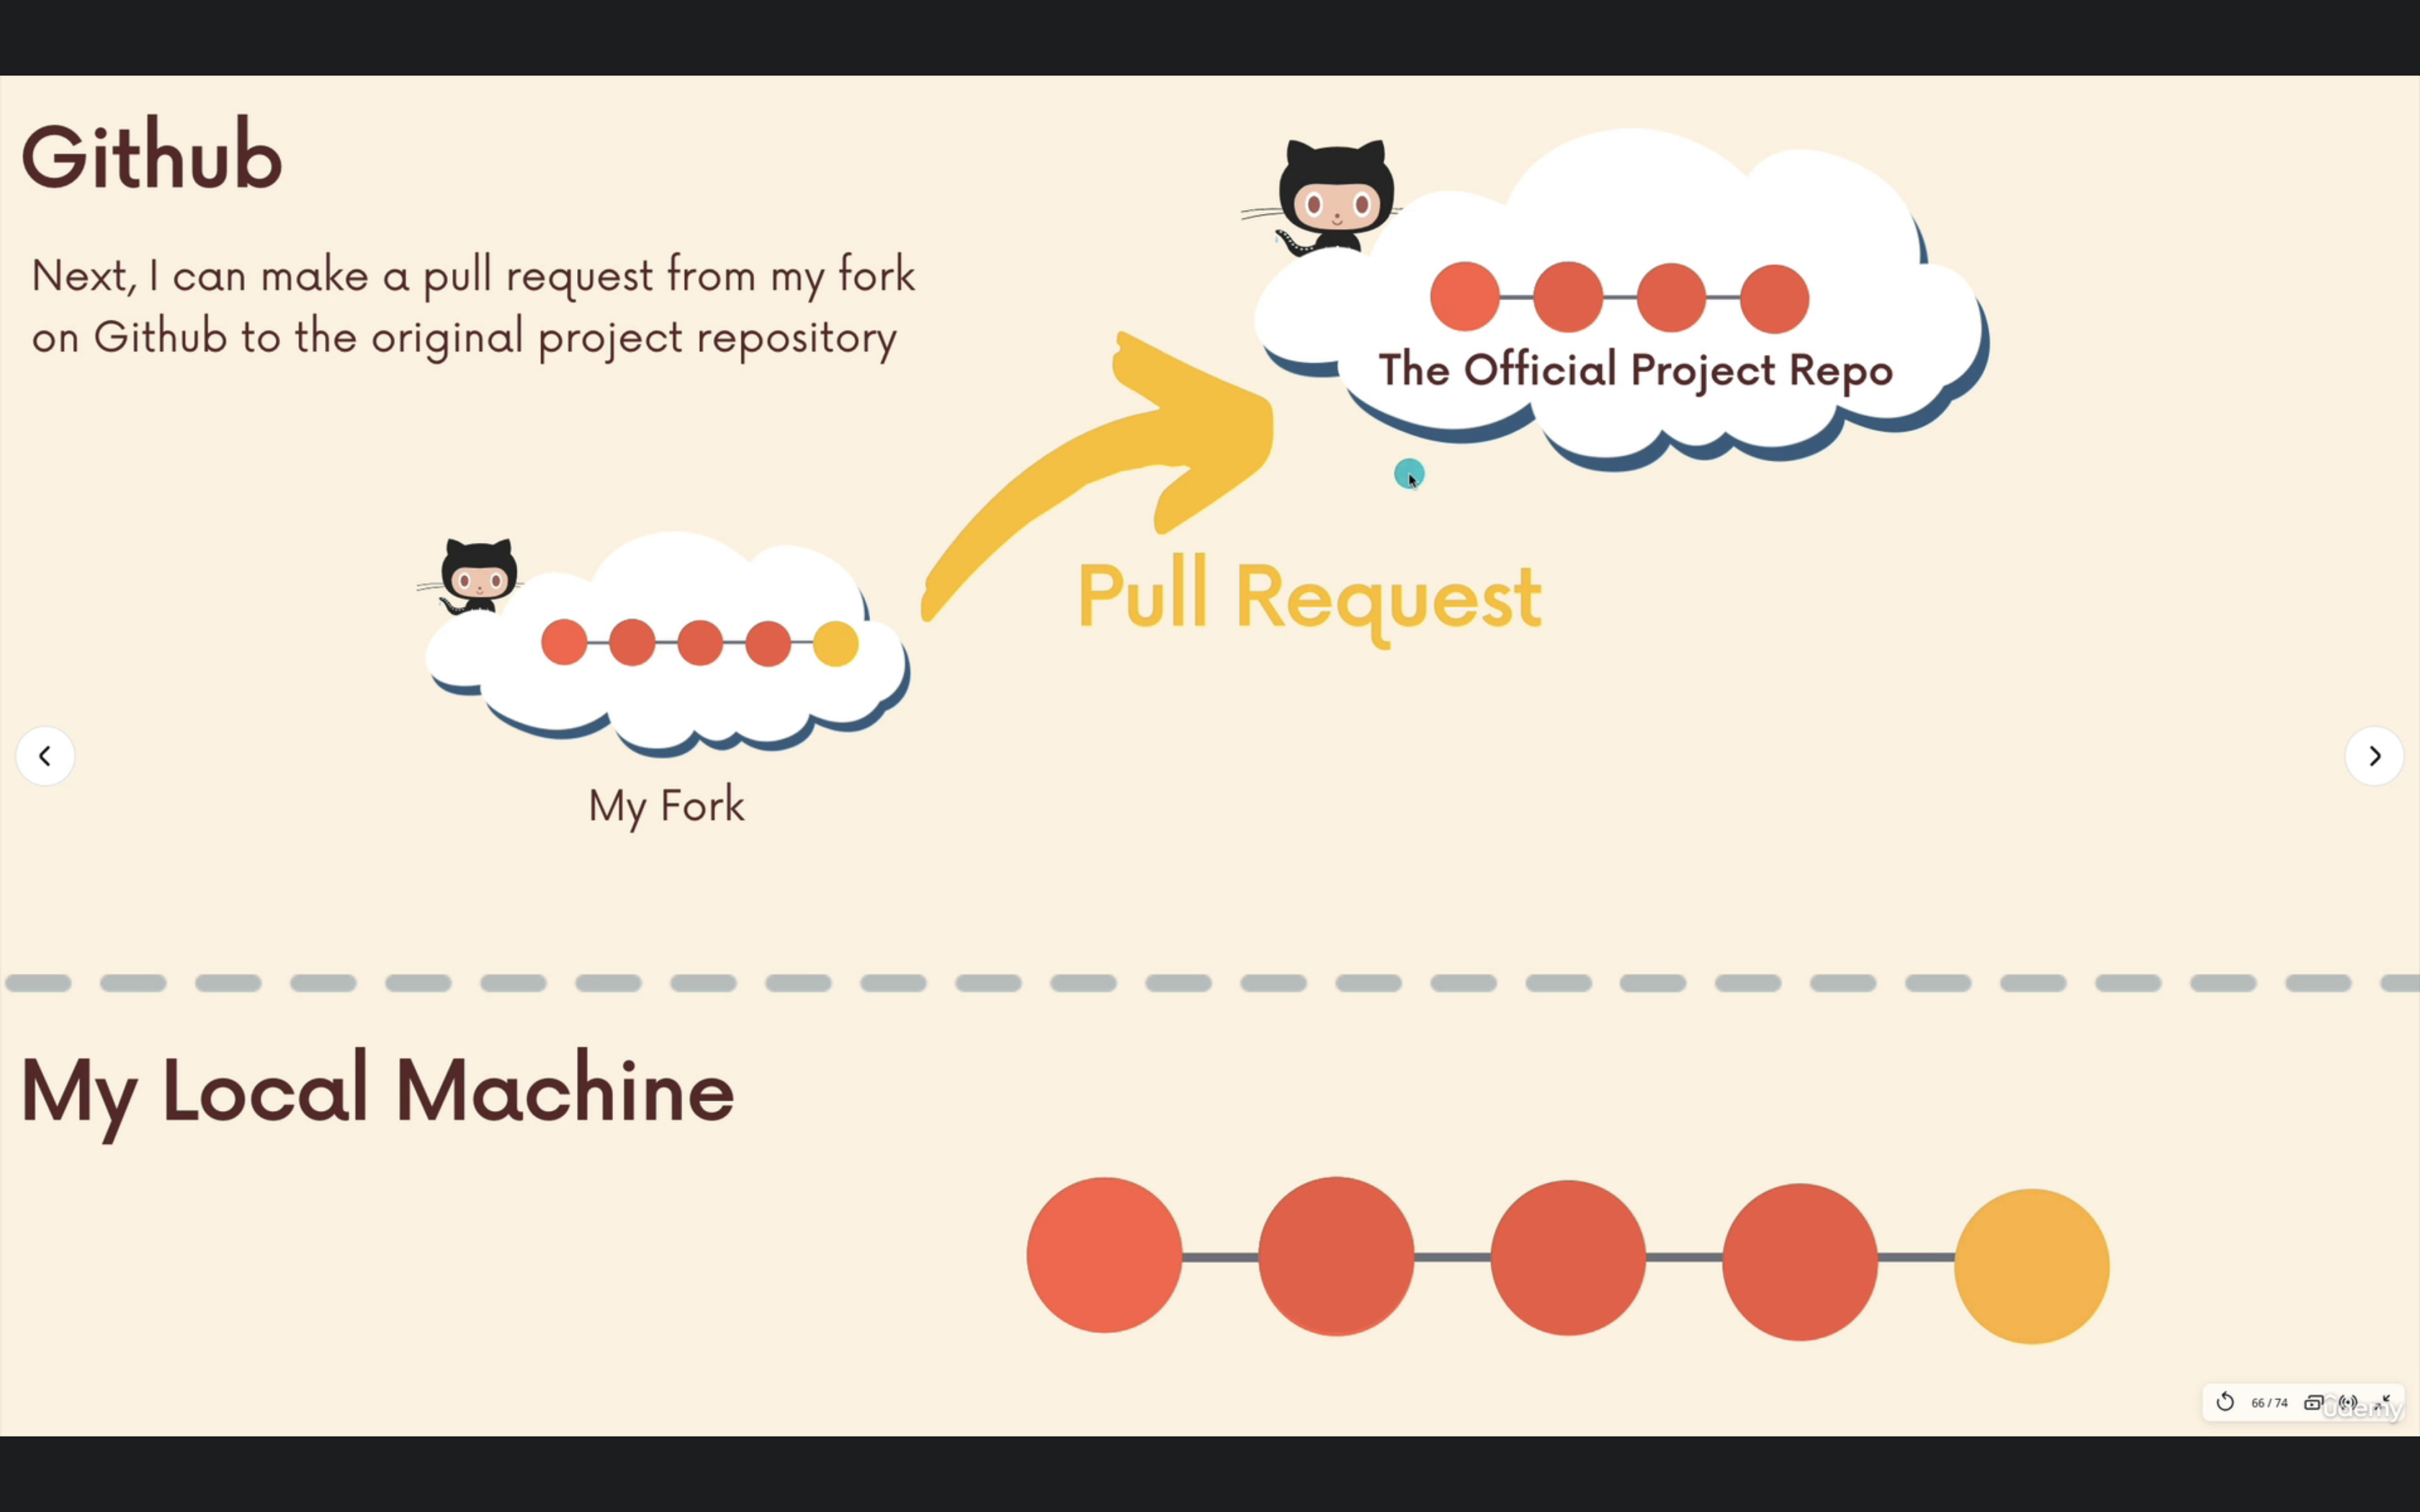 Github
Next, I can make a pull request from my fork
on Github to the original project repository
The Official Project Repo
Pull Request
My Fork
My Local Machine
66 / 74
Udemy